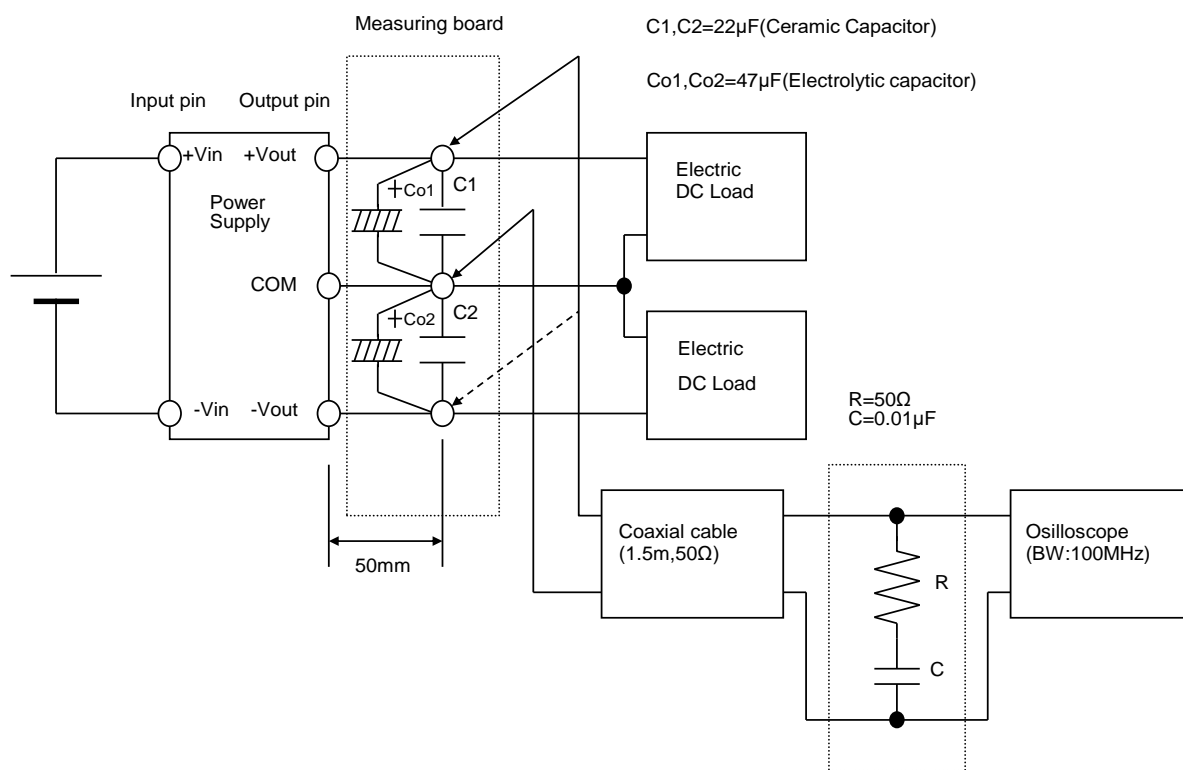 Measuring board
C1,C2=22µF(Ceramic Capacitor)
Co1,Co2=47µF(Electrolytic capacitor)
Input pin
Output pin
+Vin
+Vout
Power
Supply
COM
-Vin
-Vout
+Co1
C1
+Co2
C2
Electric
DC Load
Electric
DC Load
R=50Ω
C=0.01µF
50mm
Coaxial cable
(1.5m,50Ω)
R
C
Osilloscope
(BW:100MHz)